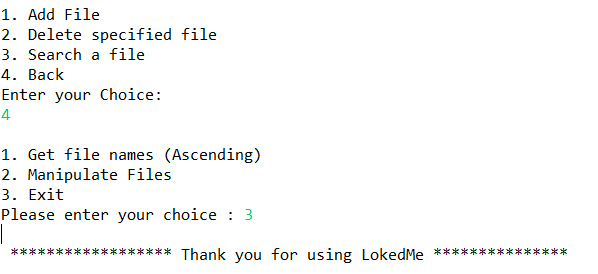 1. Add File
2. Delete specified file
3. Search a file
4. Back
Enter your Choice:
4
1. Get file names (Ascending)
2. Manipulate Files
3. Exit
Please enter your choice : 3
****************** Thank you for using LokedMe ***************